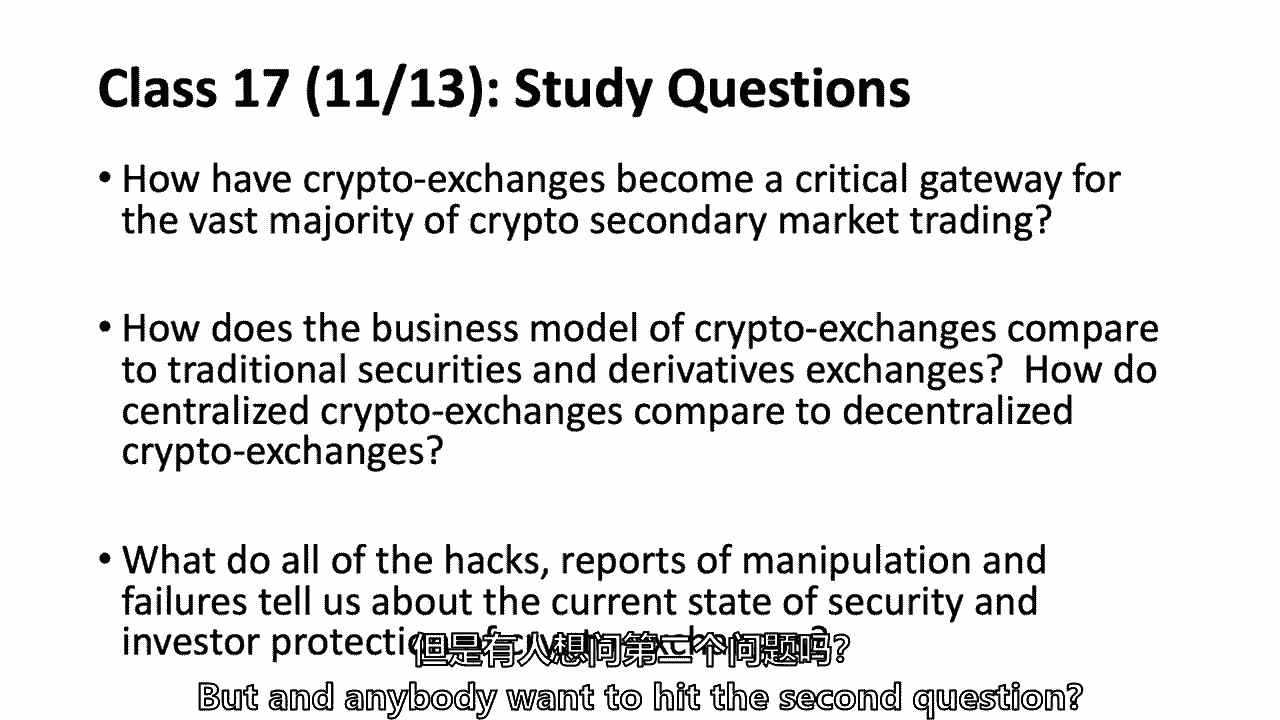 Class 17 (11/13): Study Questions
• How have crypto-exchanges become a critical gateway for
the vast majority of crypto secondary market trading?
• How does the business model of crypto-exchanges compare
to traditional securities and derivatives exchanges? How do
centralized crypto-exchanges compare to decentralized
crypto-exchanges?
• What do all of the hacks, reports of manipulation and
failures tell us about the current state of security and
investor protection of crypto-exchanges?
但是有人想问第二个问题吗?
But and anybody want to hit the second question?